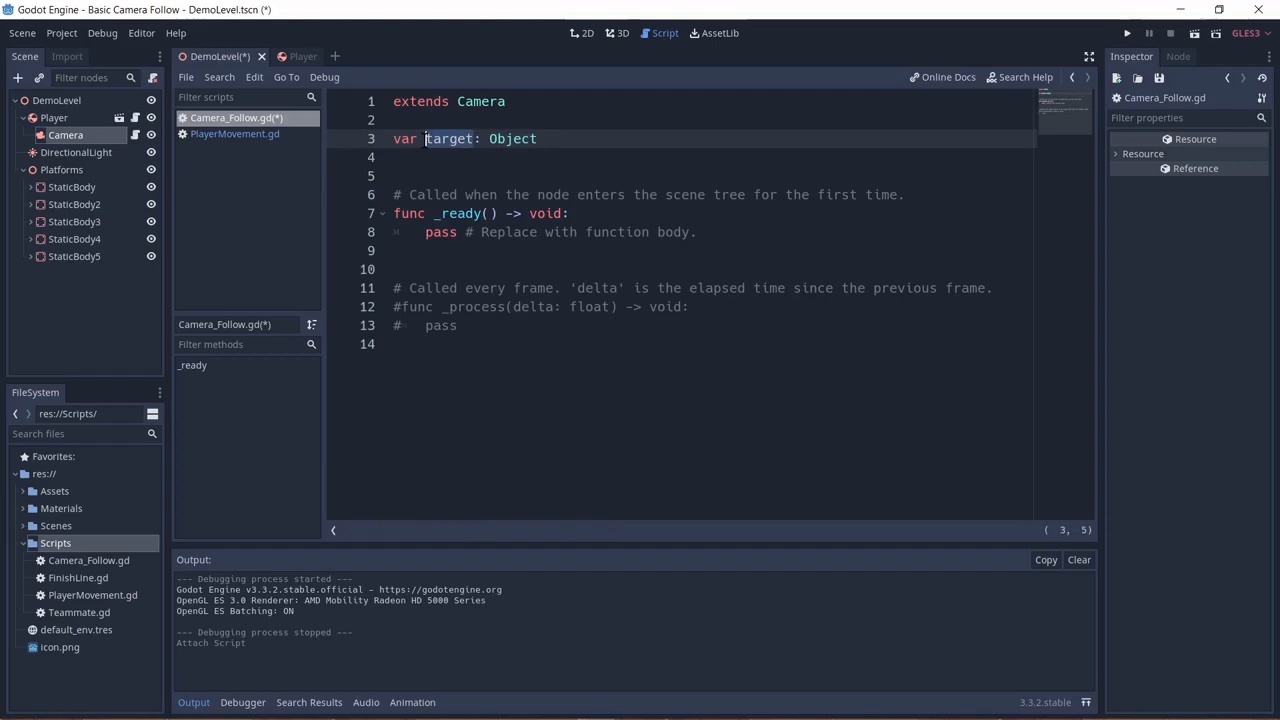 Godot Engine - Basic Camera Follow - DemoLevel.tscn (*)
Scene Project Debug Editor Help
2D 3D Script AssetLib
GLES3
Scene Import
Filter nodes
DemoLevel
Player
Camera
DirectionalLight
Platforms
StaticBody
StaticBody2
StaticBody3
StaticBody4
StaticBody5
FileSystem
res://Scripts/
Search files
Favorites:
res://
Assets
Materials
Scenes
Scripts
Camera_Follow.gd
FinishLine.gd
PlayerMovement.gd
Teammate.gd
default_env.tres
icon.png
DemoLevel(*) Player
File Search Edit Go To Debug
Online Docs Search Help
Filter scripts
Camera_Follow.gd(*)
PlayerMovement.gd
Camera_Follow.gd(*)
Filter methods
_ready
1 extends Camera
2
3 var target: Object
4
5
6 # Called when the node enters the scene tree for the first time.
7 func _ready() -> void:
8 pass # Replace with function body.
9
10
11 # Called every frame. 'delta' is the elapsed time since the previous frame.
12 #func _process(delta: float) -> void:
13 # pass
14
( 3, 5)
Output:
Copy Clear
--- Debugging process started ---
Godot Engine v3.3.2.stable.official - https://godotengine.org
OpenGL ES 3.0 Renderer: AMD Mobility Radeon HD 5000 Series
OpenGL ES Batching: ON
--- Debugging process stopped ---
Attach Script
Output Debugger Search Results Audio Animation
3.3.2.stable
Inspector Node
Camera_Follow.gd
Filter properties
Resource
Resource
Reference